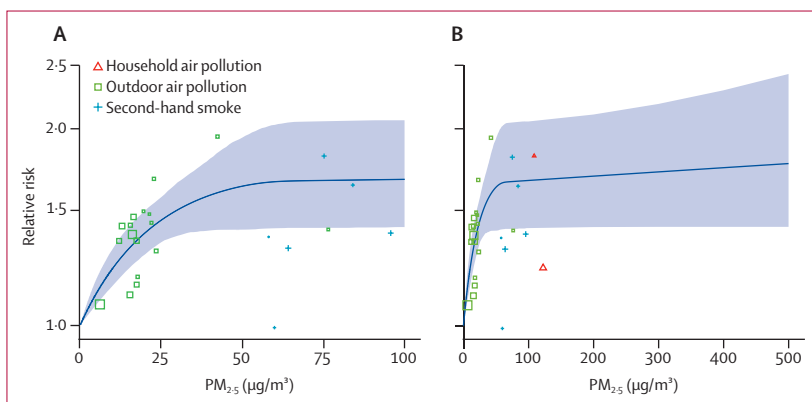 A
B
2·5
2·0
1·5
1·0
Relative risk
Household air pollution
Outdoor air pollution
Second-hand smoke
0
25
50
75
100
PM2·5 (µg/m³)
0
100
200
300
400
500
PM2·5 (µg/m³)